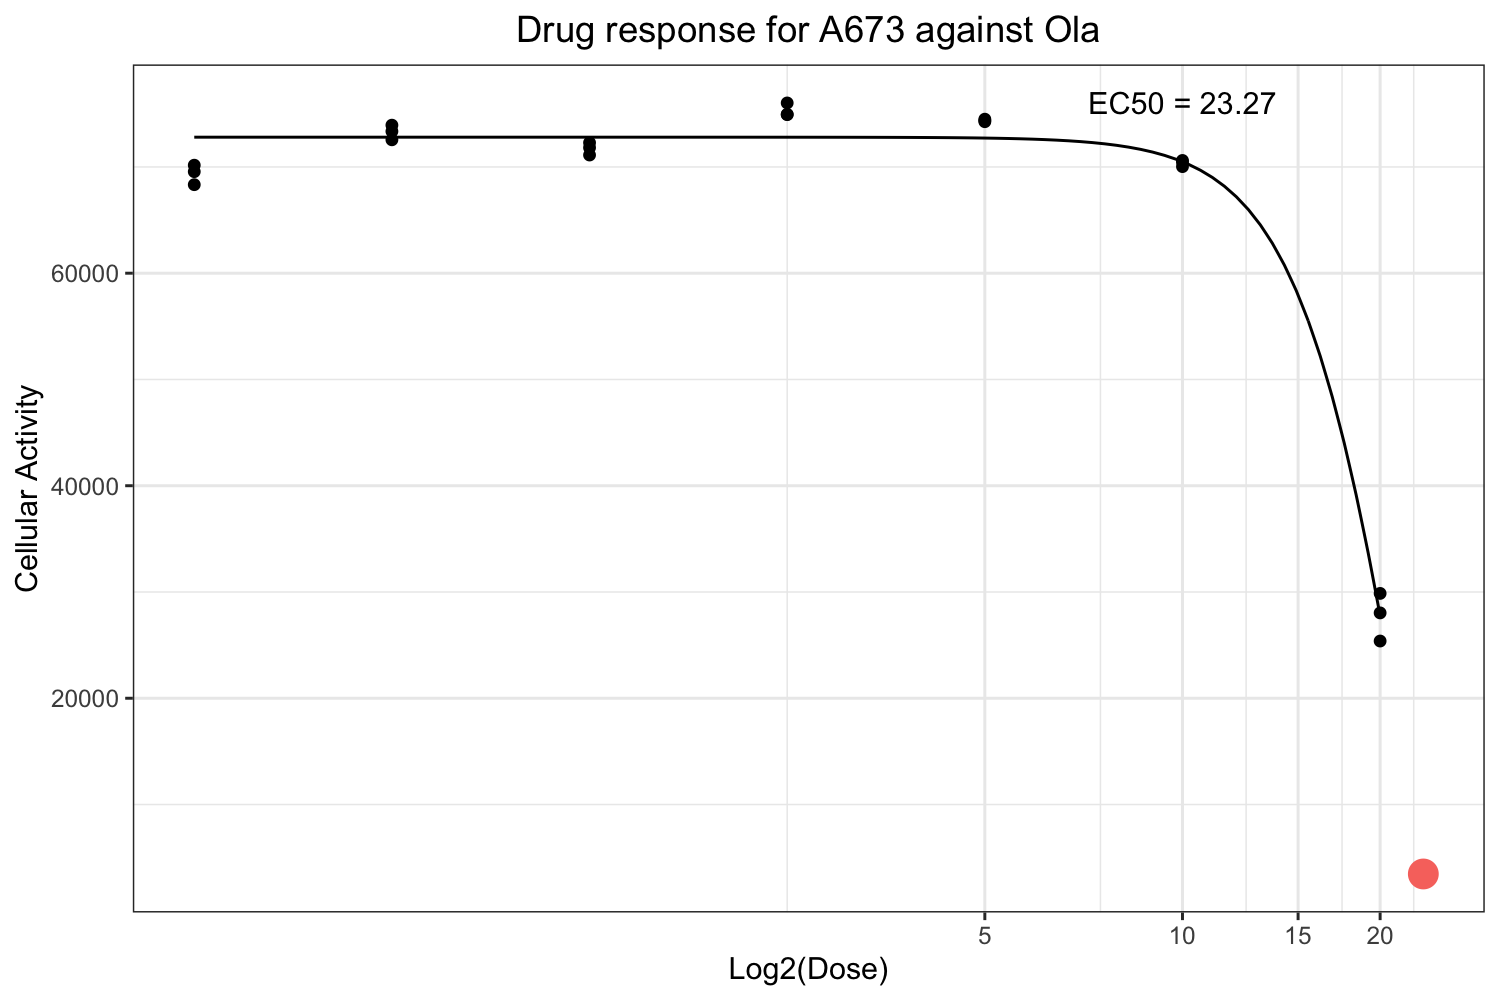 Drug response for A673 against Ola
EC50 = 23.27
60000
40000
20000
Cellular Activity
5
10
15
20
Log2(Dose)